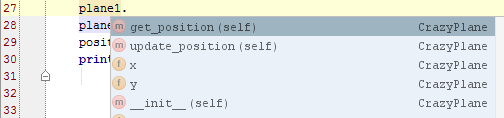 27 plane1.
28 plane get_position(self) CrazyPlane
29 posit update_position(self) CrazyPlane
30 print x CrazyPlane
31 y CrazyPlane
32 __init__(self) CrazyPlane
33